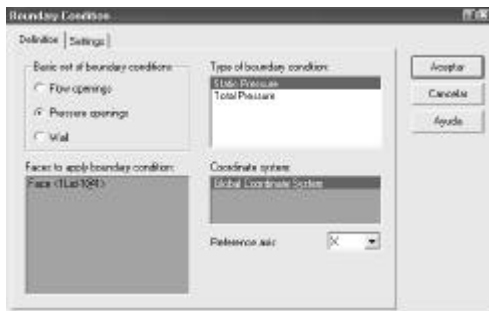 Boundary Condition
Definition Settings
Basic set of boundary conditions
Flow openings
Pressure openings
Wall
Type of boundary condition:
Static Pressure
Total Pressure
Aceptar
Cancelar
Ayuda
Faces to apply boundary condition:
Coordinate system:
Global Coordinate System
Reference axis:
X